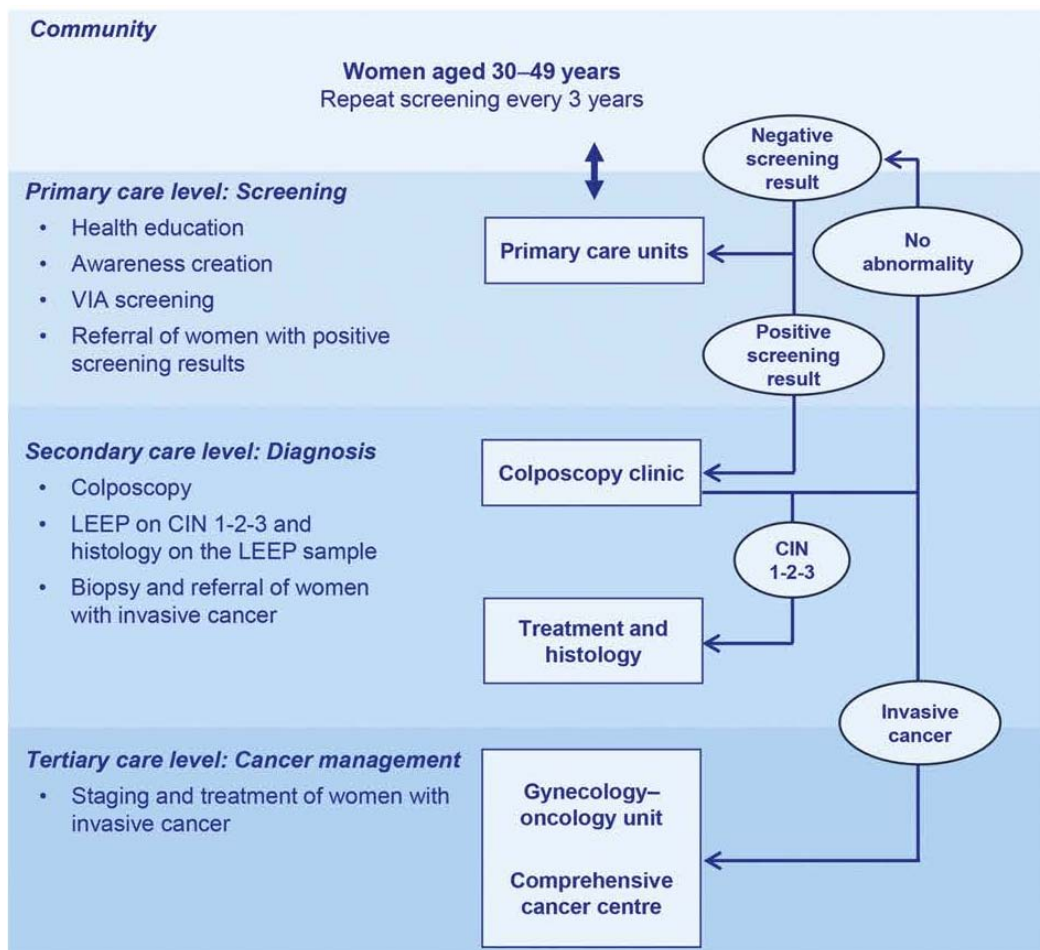 Community
Women aged 30–49 years
Repeat screening every 3 years
Negative
screening
result
Primary care level: Screening
• Health education
• Awareness creation
• VIA screening
• Referral of women with positive
screening results
Primary care units
No
abnormality
Positive
screening
result
Secondary care level: Diagnosis
• Colposcopy
• LEEP on CIN 1-2-3 and
histology on the LEEP sample
• Biopsy and referral of women
with invasive cancer
Colposcopy clinic
CIN
1-2-3
Treatment and
histology
Invasive
cancer
Tertiary care level: Cancer management
• Staging and treatment of women with
invasive cancer
Gynecology–
oncology unit
Comprehensive
cancer centre